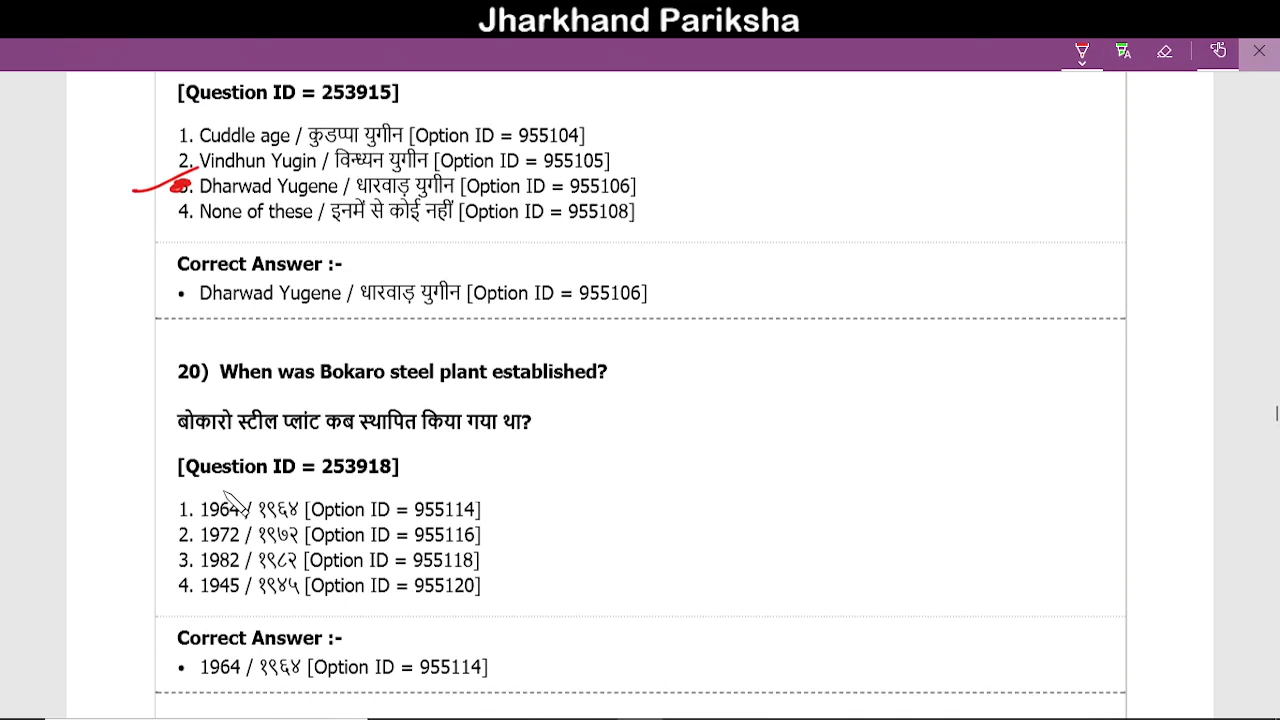 Jharkhand Pariksha
[Question ID = 253915]
1. Cuddle age / कुडप्पा युगीन [Option ID = 955104]
2. Vindhun Yugin / विन्ध्यन युगीन [Option ID = 955105]
3. Dharwad Yugene / धारवाड़ युगीन [Option ID = 955106]
4. None of these / इनमें से कोई नहीं [Option ID = 955108]
Correct Answer :-
• Dharwad Yugene / धारवाड़ युगीन [Option ID = 955106]
20) When was Bokaro steel plant established?
बोकारो स्टील प्लांट कब स्थापित किया गया था?
[Question ID = 253918]
1. 1964 / १९६४ [Option ID = 955114]
2. 1972 / १९७२ [Option ID = 955116]
3. 1982 / १९८२ [Option ID = 955118]
4. 1945 / १९४५ [Option ID = 955120]
Correct Answer :-
• 1964 / १९६४ [Option ID = 955114]